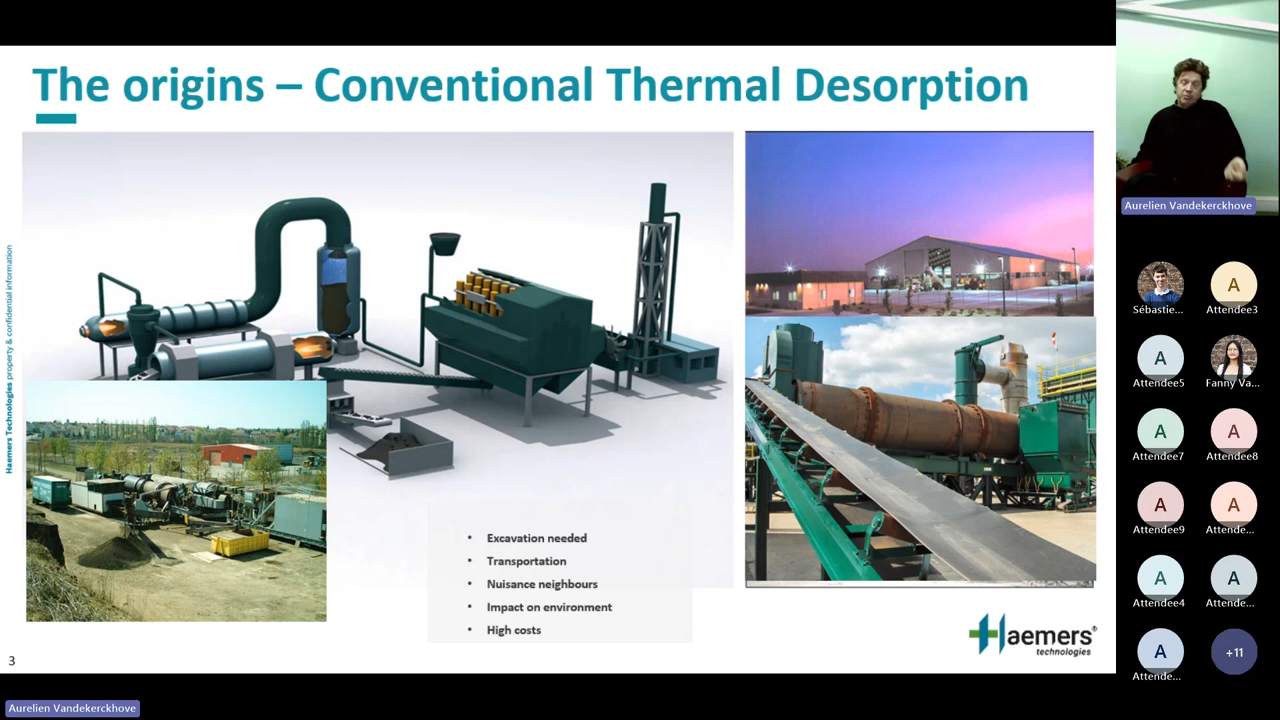 The origins – Conventional Thermal Desorption
Haemers Technologies property & confidential information
• Excavation needed
• Transportation
• Nuisance neighbours
• Impact on environment
• High costs
Haemers®
technologies
3
Aurelien Vandekerckhove
Aurelien Vandekerckhove
Sébastie...
Attendee3
A
A
Attendee5
Fanny Va...
A
A
Attendee7
Attendee8
A
A
Attendee9
Attende...
A
A
Attendee4
Attende...
A
A
Attende...
+11